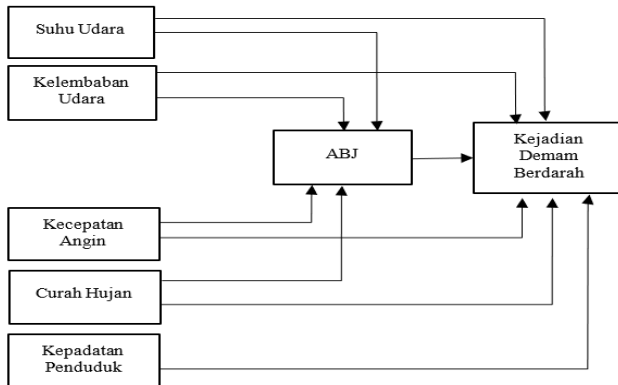 Suhu Udara
Kelembaban
Udara
ABJ
Kejadian
Demam
Berdarah
Kecepatan
Angin
Curah Hujan
Kepadatan
Penduduk